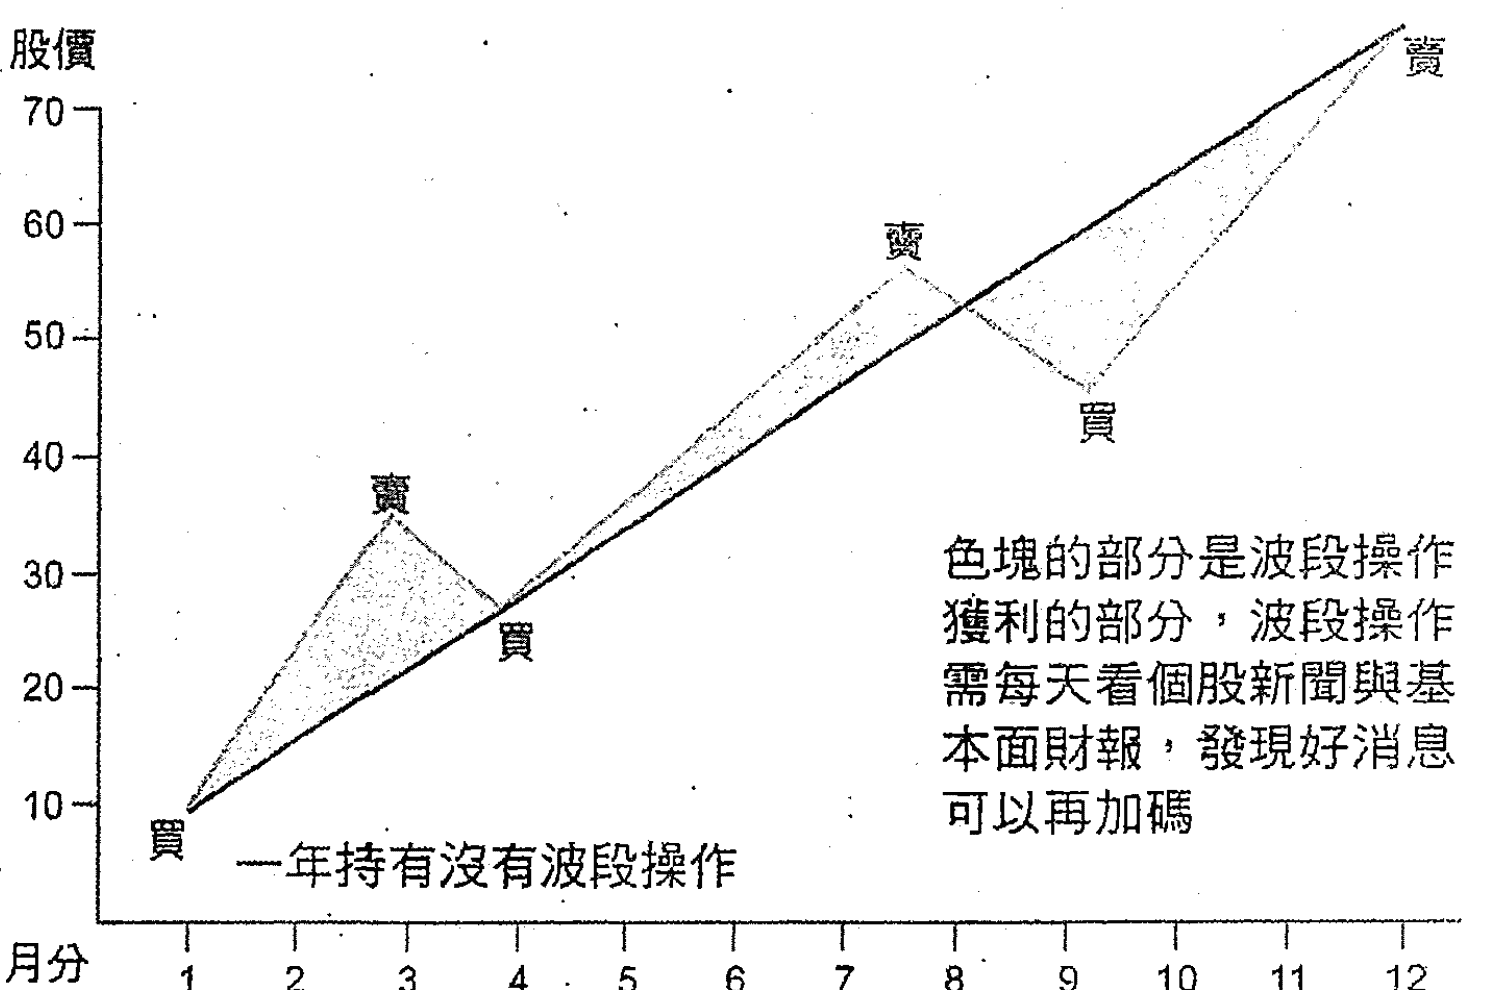 股價
70
賣
60
賣
50
買
40
賣
30
買
20
10
買
色塊的部分是波段操作
獲利的部分，波段操作
需每天看個股新聞與基
本面財報，發現好消息
可以再加碼
一年持有沒有波段操作
月分 1 2 3 4 5 6 7 8 9 10 11 12